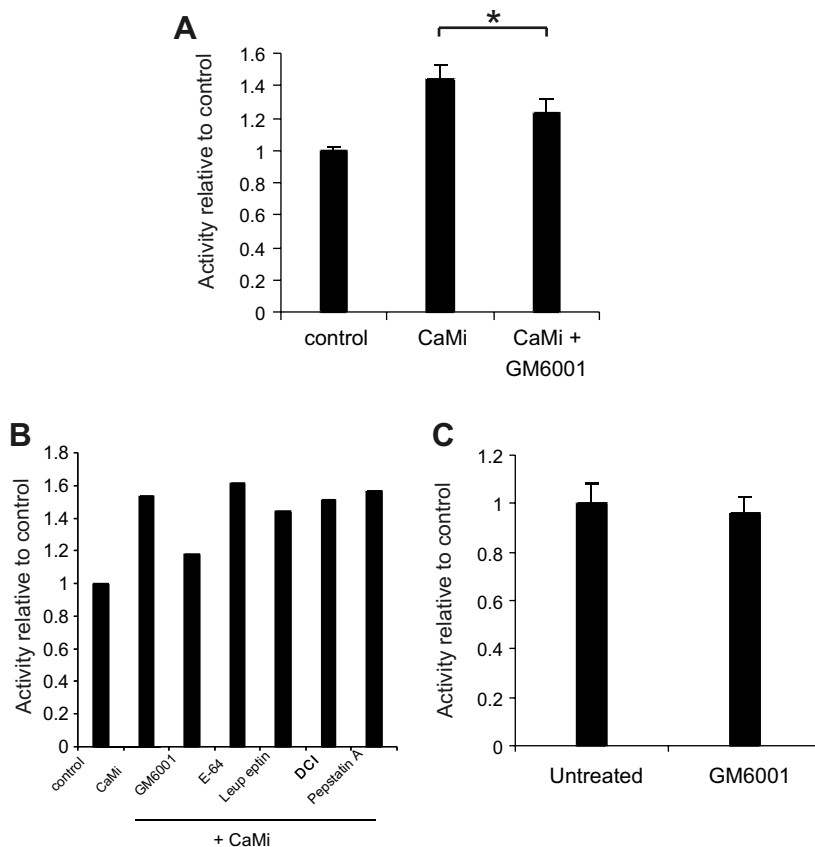 A
*
Activity relative to control
1.6
1.4
1.2
1
0.8
0.6
0.4
0.2
0
control
CaMi
CaMi +
GM6001
B
Activity relative to control
1.8
1.6
1.4
1.2
1
0.8
0.6
0.4
0.2
0
control
CaMi
GM6001
E-64
Leup eptin
DCI
Pepstatin A
+ CaMi
C
Activity relative to control
1.2
1
0.8
0.6
0.4
0.2
0
Untreated
GM6001